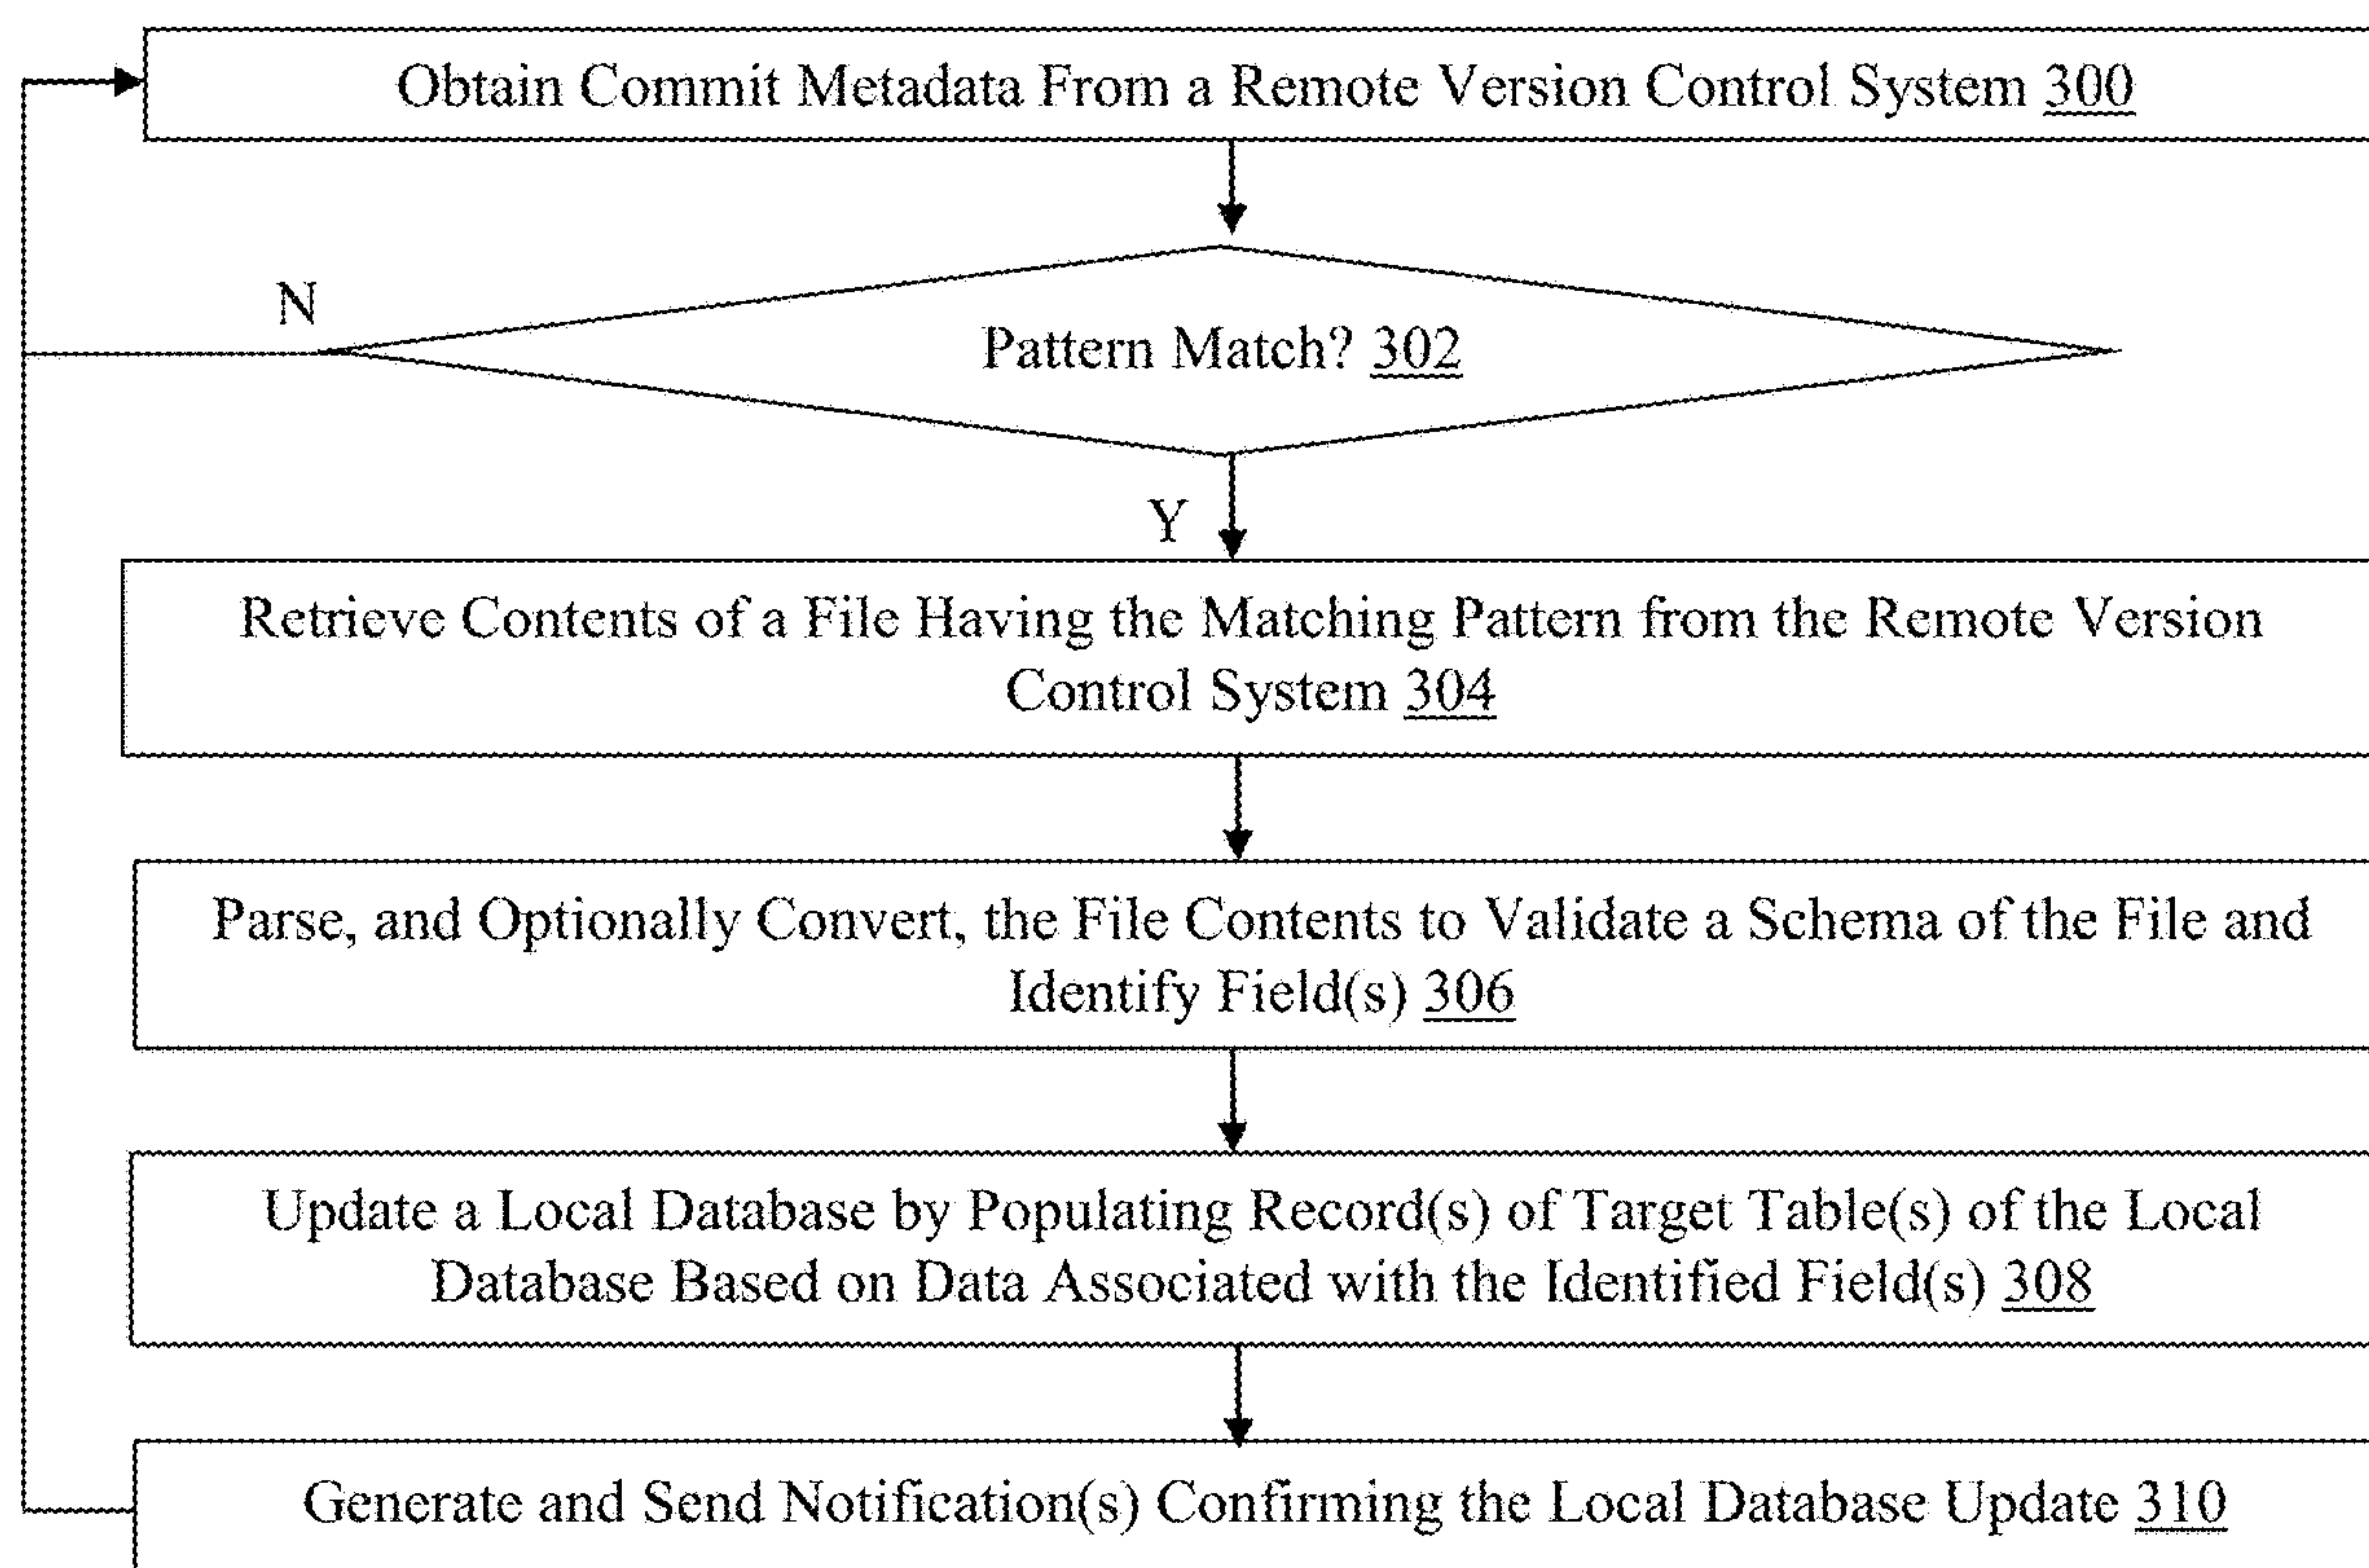 Obtain Commit Metadata From a Remote Version Control System 300
N
Pattern Match? 302
Y
Retrieve Contents of a File Having the Matching Pattern from the Remote Version
Control System 304
Parse, and Optionally Convert, the File Contents to Validate a Schema of the File and
Identify Field(s) 306
Update a Local Database by Populating Record(s) of Target Table(s) of the Local
Database Based on Data Associated with the Identified Field(s) 308
Generate and Send Notification(s) Confirming the Local Database Update 310